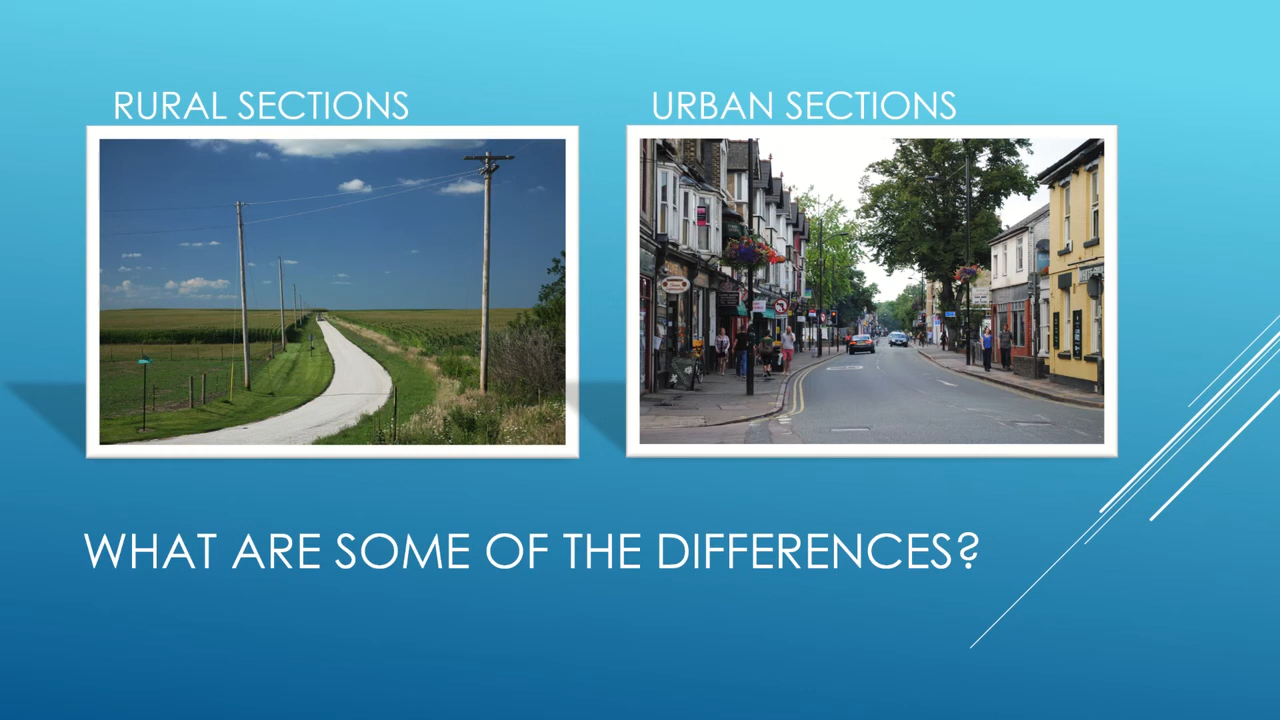 RURAL SECTIONS
URBAN SECTIONS
WHAT ARE SOME OF THE DIFFERENCES?